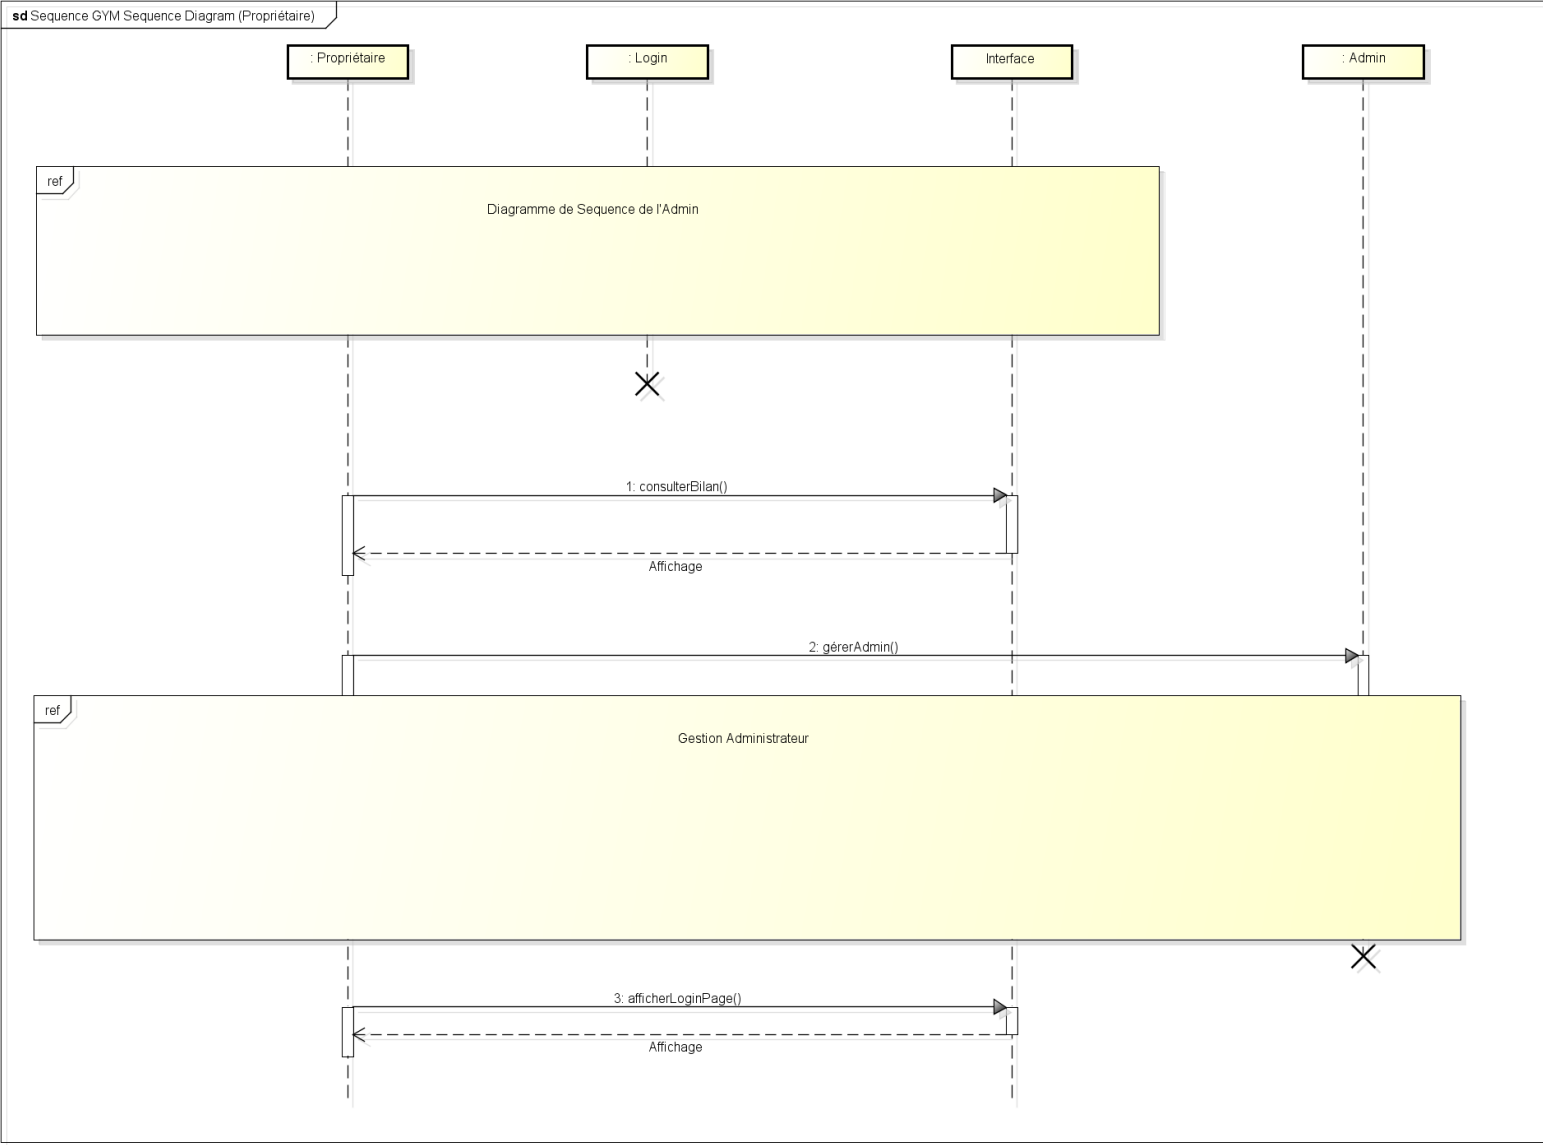 sd Sequence GYM Sequence Diagram (Propriétaire)
: Propriétaire
: Login
Interface
: Admin
ref
Diagramme de Sequence de l'Admin
1: consulterBilan()
Affichage
2: gérerAdmin()
ref
Gestion Administrateur
3: afficherLoginPage()
Affichage